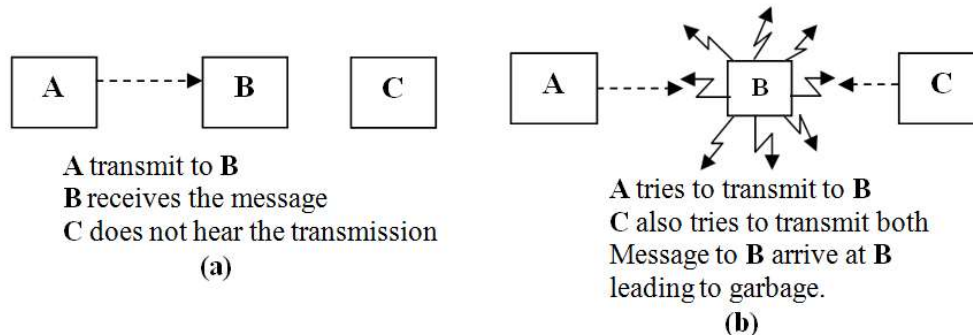 A
B
C
A transmit to B
B receives the message
C does not hear the transmission
(a)
A
B
C
A tries to transmit to B
C also tries to transmit both
Message to B arrive at B
leading to garbage.
(b)